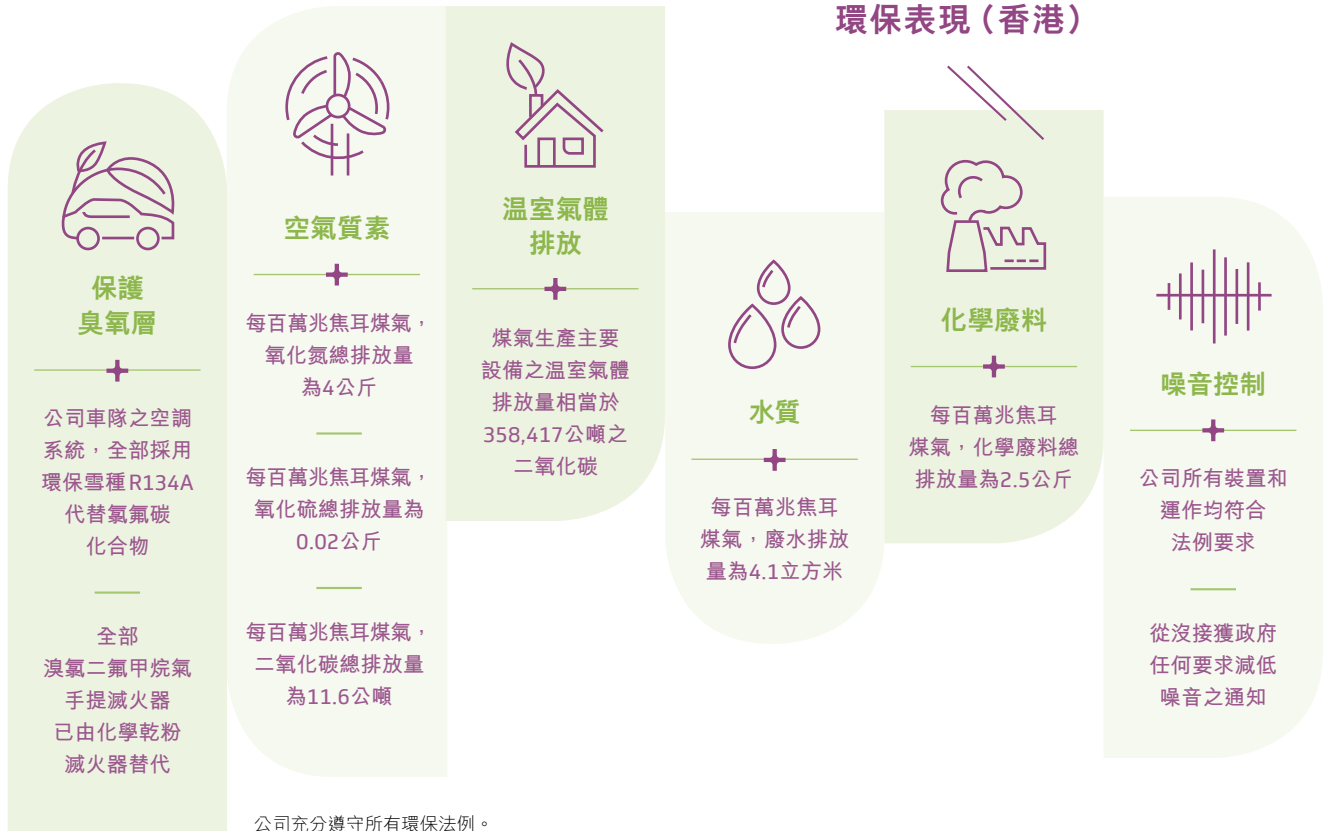 環保表現（香港）
保護
臭氧層
公司車隊之空調
系統，全部採用
環保雪種R134A
代替氯氟碳
化合物
全部
溴氯二氟甲烷氣
手提滅火器
已由化學乾粉
滅火器替代
空氣質素
每百萬兆焦耳煤氣，
氧化氮總排放量
為4公斤
每百萬兆焦耳煤氣，
氧化硫總排放量為
0.02公斤
每百萬兆焦耳煤氣，
二氧化碳總排放量
為11.6公噸
温室氣體
排放
煤氣生產主要
設備之温室氣體
排放量相當於
358,417公噸之
二氧化碳
水質
每百萬兆焦耳
煤氣，廢水排放
量為4.1立方米
化學廢料
每百萬兆焦耳
煤氣，化學廢料總
排放量為2.5公斤
噪音控制
公司所有裝置和
運作均符合
法例要求
從沒接獲政府
任何要求減低
噪音之通知
公司充分遵守所有環保法例。